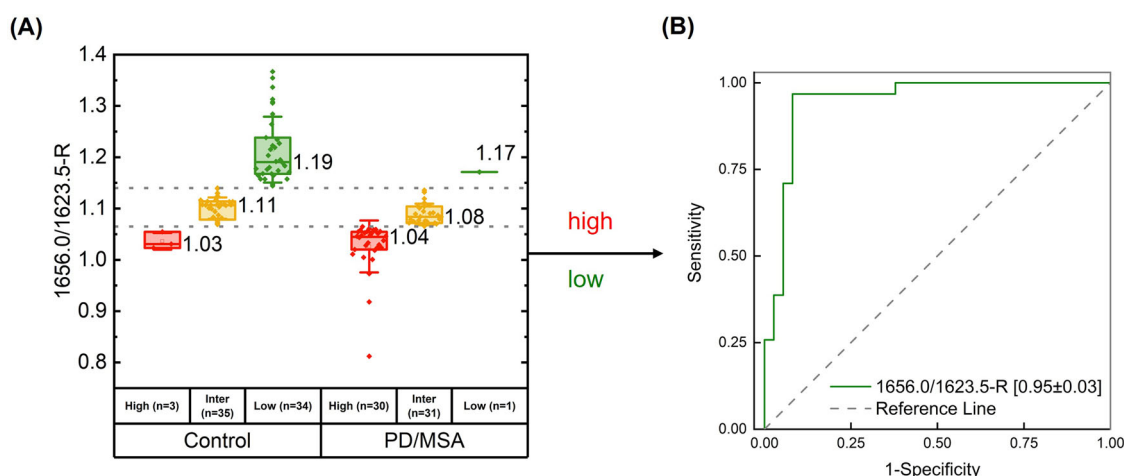 (A)
1656.0/1623.5-R
1.4
1.3
1.2
1.1
1.0
0.9
0.8
1.03
1.11
1.19
1.04
1.08
1.17
High (n=3)
Inter
(n=35)
Low (n=34)
High (n=30)
Inter
(n=31)
Low (n=1)
Control
PD/MSA
high
low
(B)
Sensitivity
1.00
0.75
0.50
0.25
0.00
1656.0/1623.5-R [0.95±0.03]
Reference Line
0.00
0.25
0.50
0.75
1.00
1-Specificity